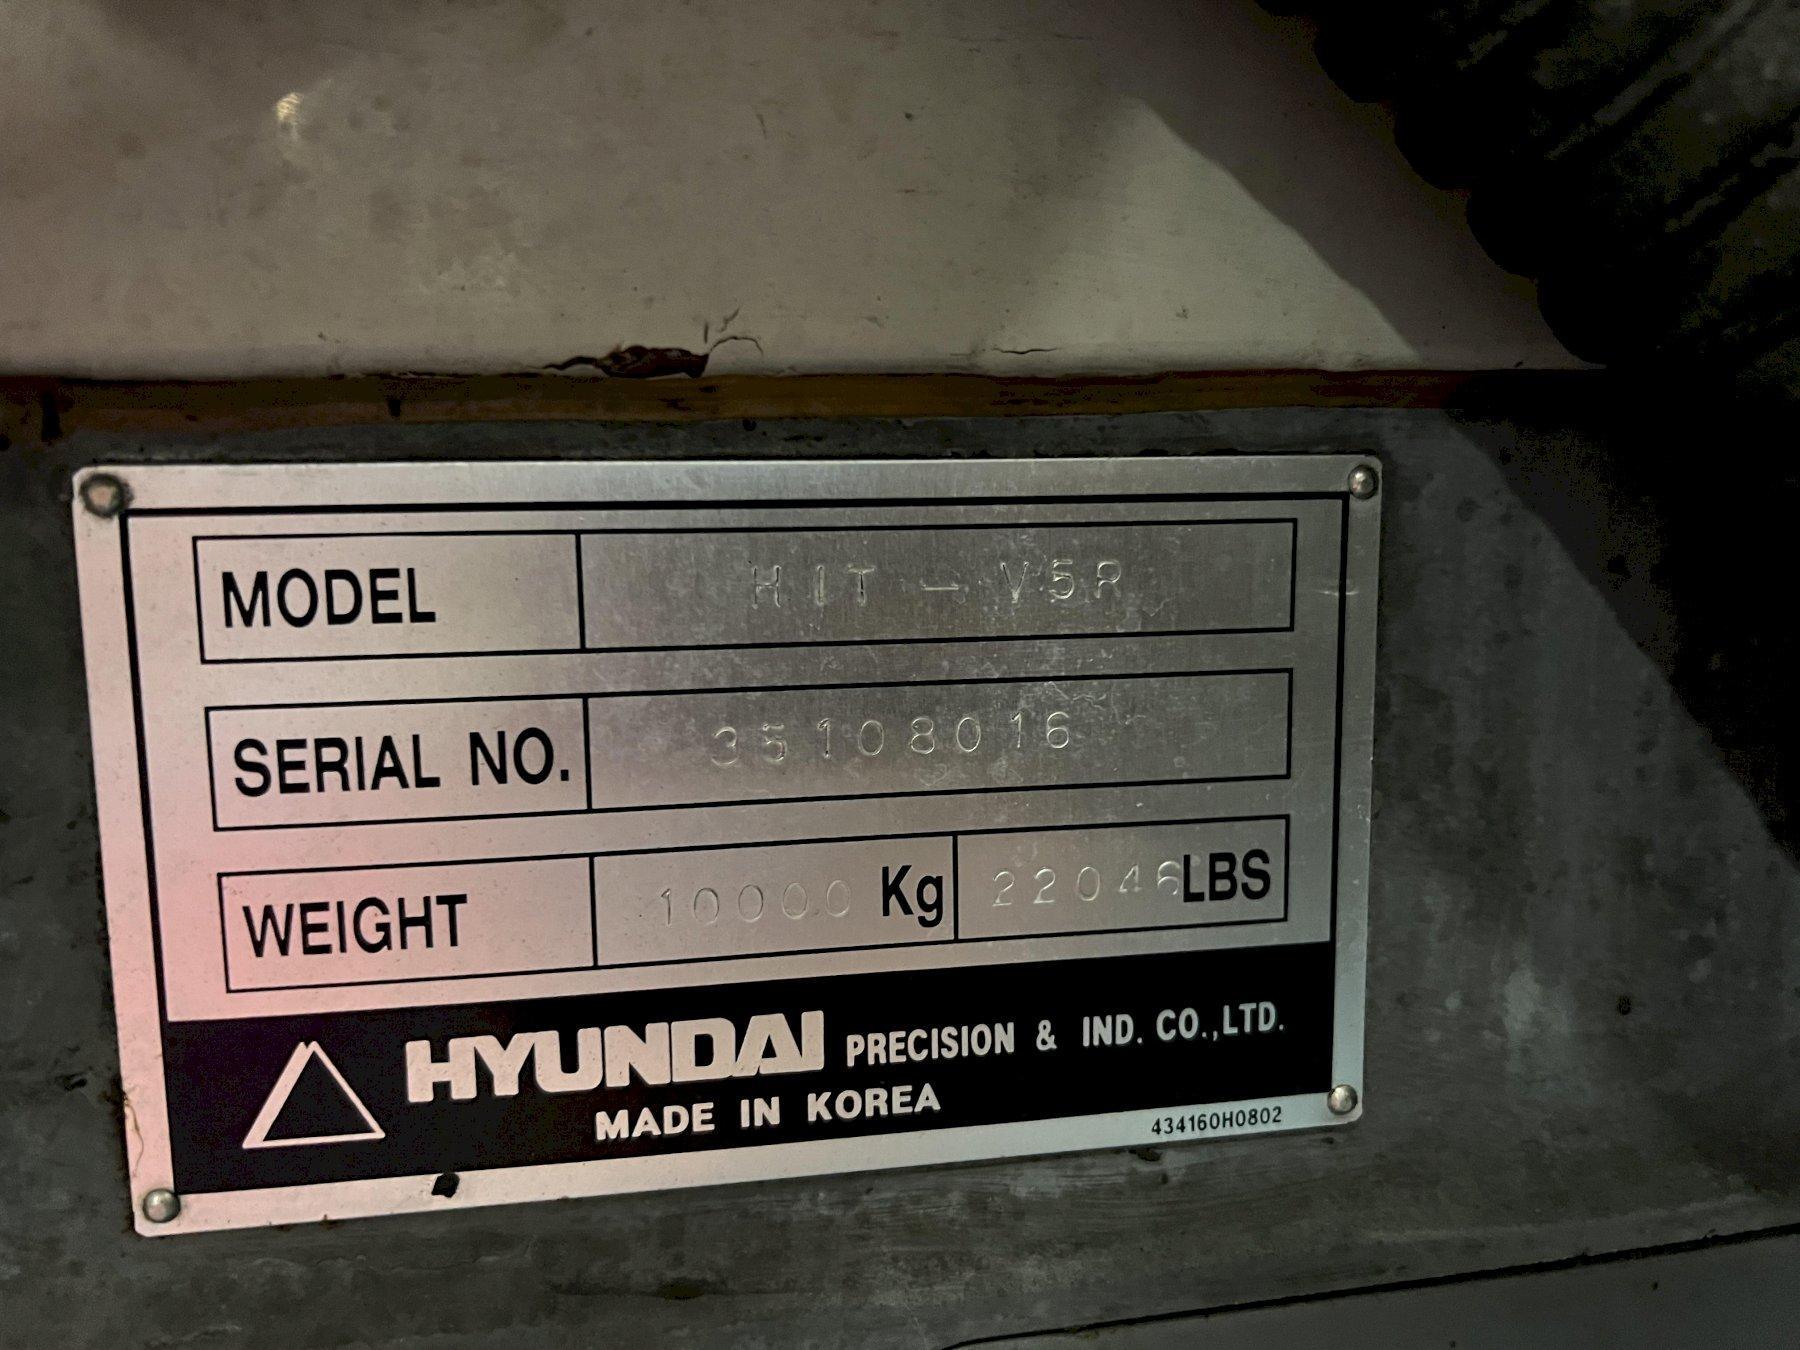 MODEL HIT - V5R
SERIAL NO. 35108016
WEIGHT 10000 Kg 22046 LBS
HYUNDAI PRECISION & IND. CO.,LTD.
MADE IN KOREA
434160H0802